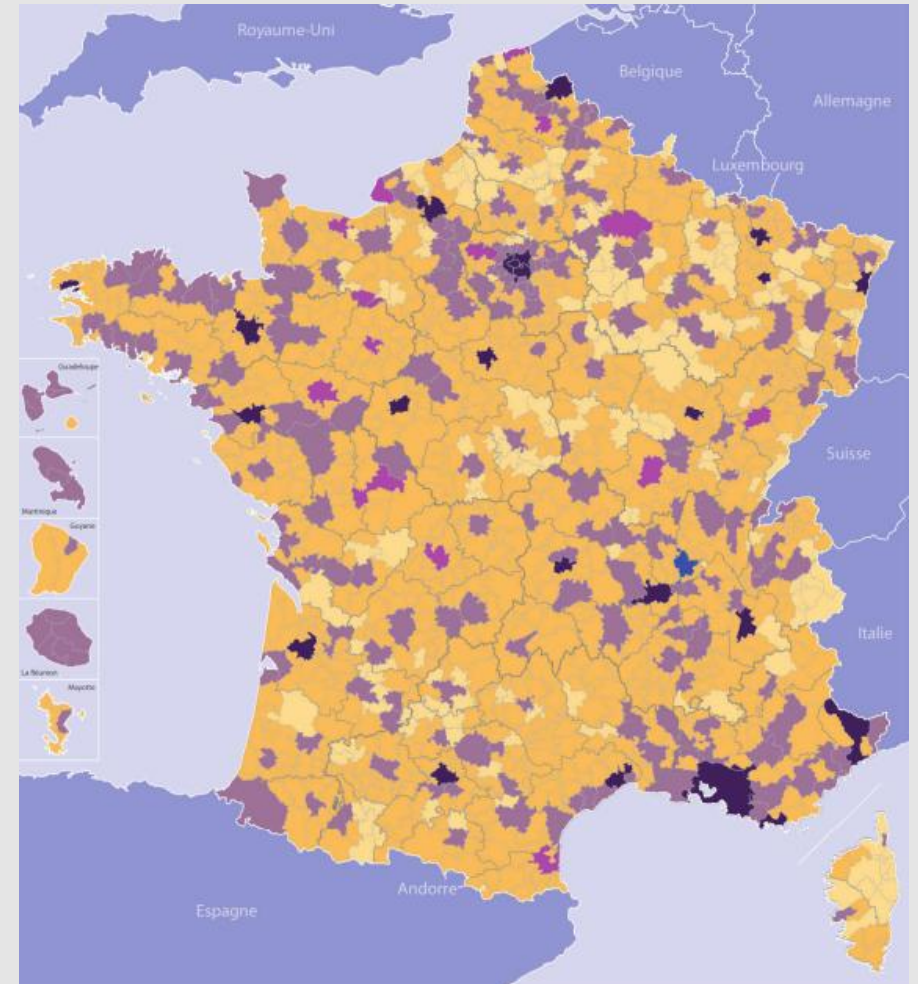 Royaume-Uni
Belgique
Allemagne
Luxembourg
Guadeloupe
Martinique
Guyane
Suisse
La Réunion
Italie
Mayotte
Andorre
Espagne